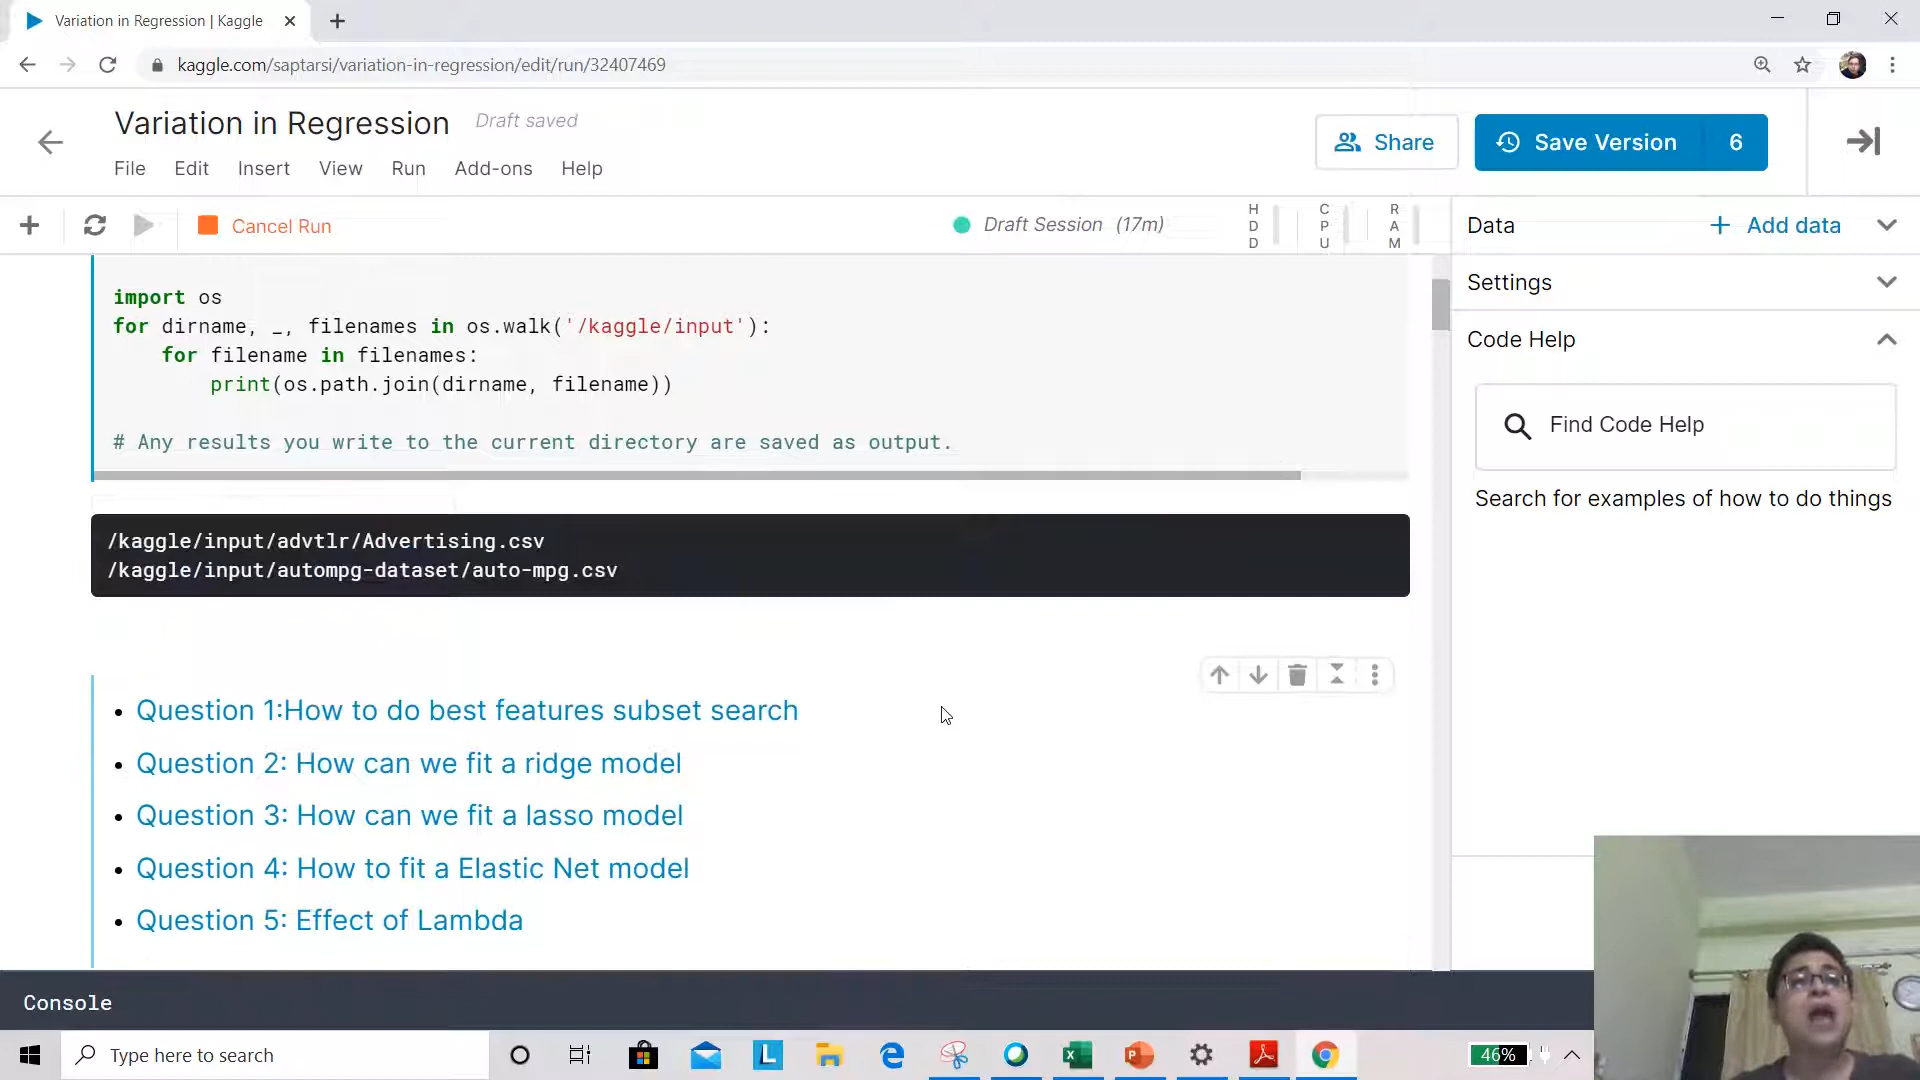 Variation in Regression | Kaggle
kaggle.com/saptarsi/variation-in-regression/edit/run/32407469
Variation in Regression
Draft saved
File Edit Insert View Run Add-ons Help
Share
Save Version 6
Cancel Run
Draft Session (17m)
HDD
CPU
RAM
Data
Add data
Settings
Code Help
Find Code Help
Search for examples of how to do things
import os
for dirname, _, filenames in os.walk('/kaggle/input'):
for filename in filenames:
print(os.path.join(dirname, filename))
# Any results you write to the current directory are saved as output.
/kaggle/input/advtlr/Advertising.csv
/kaggle/input/autompg-dataset/auto-mpg.csv
• Question 1:How to do best features subset search
• Question 2: How can we fit a ridge model
• Question 3: How can we fit a lasso model
• Question 4: How to fit a Elastic Net model
• Question 5: Effect of Lambda
Console
Type here to search
46%